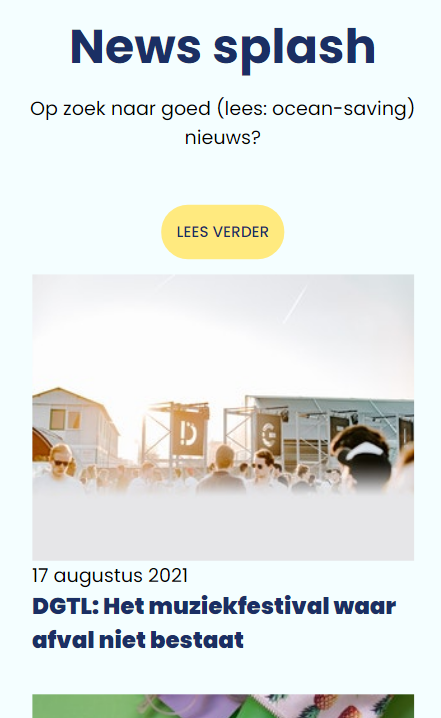 News splash
Op zoek naar goed (lees: ocean-saving)
nieuws?
LEES VERDER
D
G
17 augustus 2021
DGTL: Het muziekfestival waar
afval niet bestaat